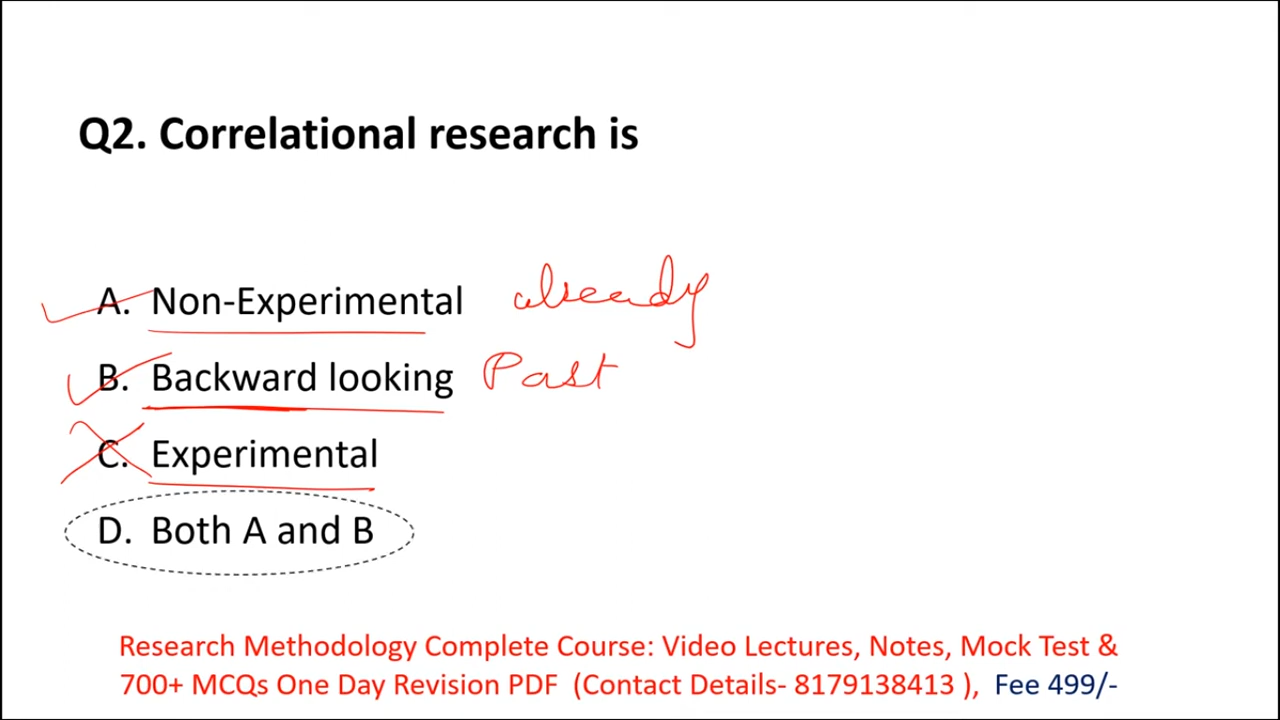 Q2. Correlational research is
A. Non-Experimental already
B. Backward looking Past
C. Experimental
D. Both A and B
Research Methodology Complete Course: Video Lectures, Notes, Mock Test &
700+ MCQs One Day Revision PDF (Contact Details- 8179138413 ), Fee 499/-